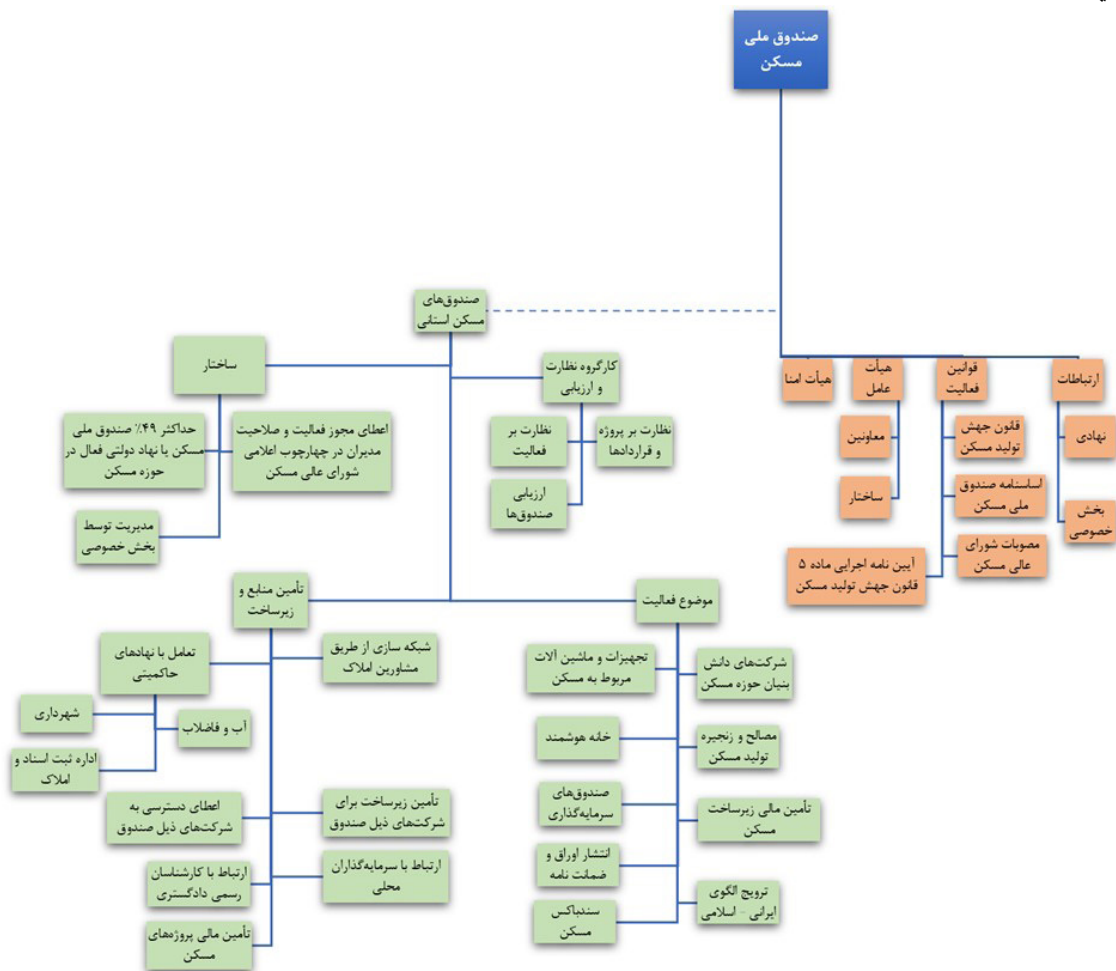 صندوق ملی
مسکن
صندوق‌های
مسکن استانی
ارتباطات
نهادی
بخش
خصوصی
قوانین
فعالیت
قانون جهش
تولید مسکن
اساسنامه صندوق
ملی مسکن
مصوبات شورای
عالی مسکن
آیین نامه اجرایی ماده ۵
قانون جهش تولید مسکن
هیأت
عامل
معاونین
ساختار
هیأت امنا
کارگروه نظارت
و ارزیابی
نظارت بر پروژه
و قراردادها
نظارت بر
فعالیت
ارزیابی
صندوق‌ها
ساختار
اعطای مجوز فعالیت و صلاحیت
مدیران در چهارچوب اعلامی
شورای عالی مسکن
حداکثر ۴۹٪ صندوق ملی
مسکن یا نهاد دولتی فعال در
حوزه مسکن
مدیریت توسط
بخش خصوصی
موضوع فعالیت
شرکت‌های دانش
بنیان حوزه مسکن
تجهیزات و ماشین آلات
مربوط به مسکن
مصالح و زنجیره
تولید مسکن
خانه هوشمند
تأمین مالی زیرساخت
مسکن
صندوق‌های
سرمایه‌گذاری
انتشار اوراق و
ضمانت نامه
ترویج الگوی
ایرانی - اسلامی
سندباکس
مسکن
تأمین منابع و
زیرساخت
شبکه سازی از طریق
مشاورین املاک
تعامل با نهادهای
حاکمیتی
شهرداری
آب و فاضلاب
اداره ثبت اسناد و
املاک
تأمین زیرساخت برای
شرکت‌های ذیل صندوق
اعطای دسترسی به
شرکت‌های ذیل صندوق
ارتباط با سرمایه‌گذاران
محلی
ارتباط با کارشناسان
رسمی دادگستری
تأمین مالی پروژه‌های
مسکن